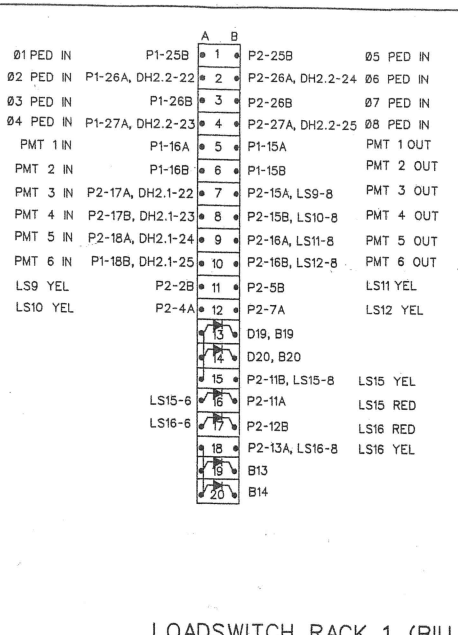 A B
Ø1 PED IN P1-25B 1 P2-25B Ø5 PED IN
Ø2 PED IN P1-26A, DH2.2-22 2 P2-26A, DH2.2-24 Ø6 PED IN
Ø3 PED IN P1-26B 3 P2-26B Ø7 PED IN
Ø4 PED IN P1-27A, DH2.2-23 4 P2-27A, DH2.2-25 Ø8 PED IN
PMT 1 IN P1-16A 5 P1-15A PMT 1 OUT
PMT 2 IN P1-16B 6 P1-15B PMT 2 OUT
PMT 3 IN P2-17A, DH2.1-22 7 P2-15A, LS9-8 PMT 3 OUT
PMT 4 IN P2-17B, DH2.1-23 8 P2-15B, LS10-8 PMT 4 OUT
PMT 5 IN P2-18A, DH2.1-24 9 P2-16A, LS11-8 PMT 5 OUT
PMT 6 IN P1-18B, DH2.1-25 10 P2-16B, LS12-8 PMT 6 OUT
LS9 YEL P2-2B 11 P2-5B LS11 YEL
LS10 YEL P2-4A 12 P2-7A LS12 YEL
13 D19, B19
14 D20, B20
15 P2-11B, LS15-8 LS15 YEL
LS15-6 16 P2-11A LS15 RED
LS16-6 17 P2-12B LS16 RED
18 P2-13A, LS16-8 LS16 YEL
19 B13
20 B14
LOADSWITCH RACK 1 (BIU